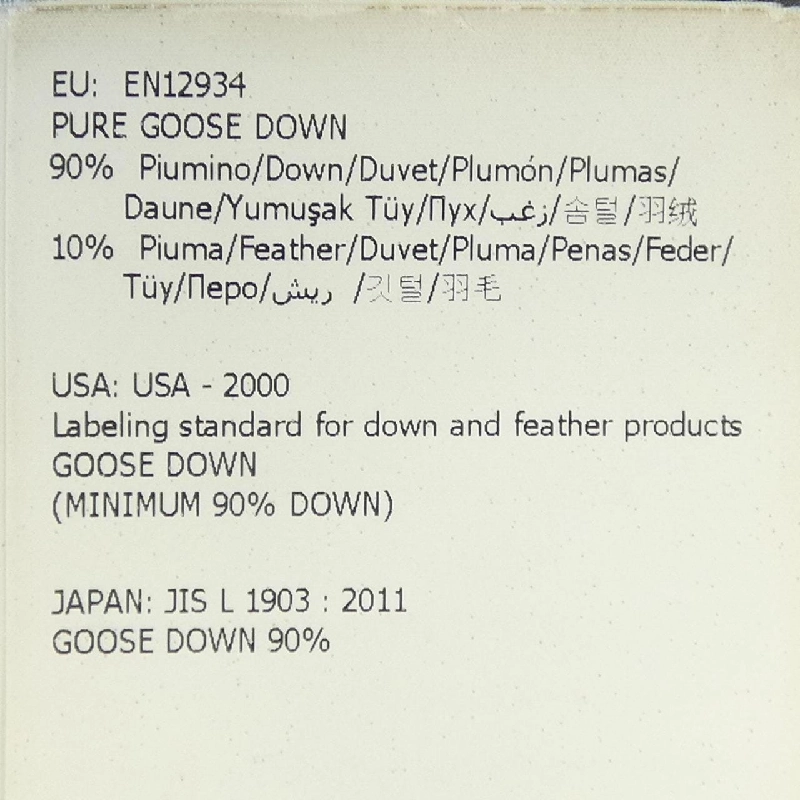 EU: EN12934
PURE GOOSE DOWN
90% Piumino/Down/Duvet/Plumón/Plumas/
Daune/Yumuşak Tüy/Пух/زغب/솜털/羽绒
10% Piuma/Feather/Duvet/Pluma/Penas/Feder/
Tüy/Перо/ريش /깃털/羽毛
USA: USA - 2000
Labeling standard for down and feather products
GOOSE DOWN
(MINIMUM 90% DOWN)
JAPAN: JIS L 1903 : 2011
GOOSE DOWN 90%